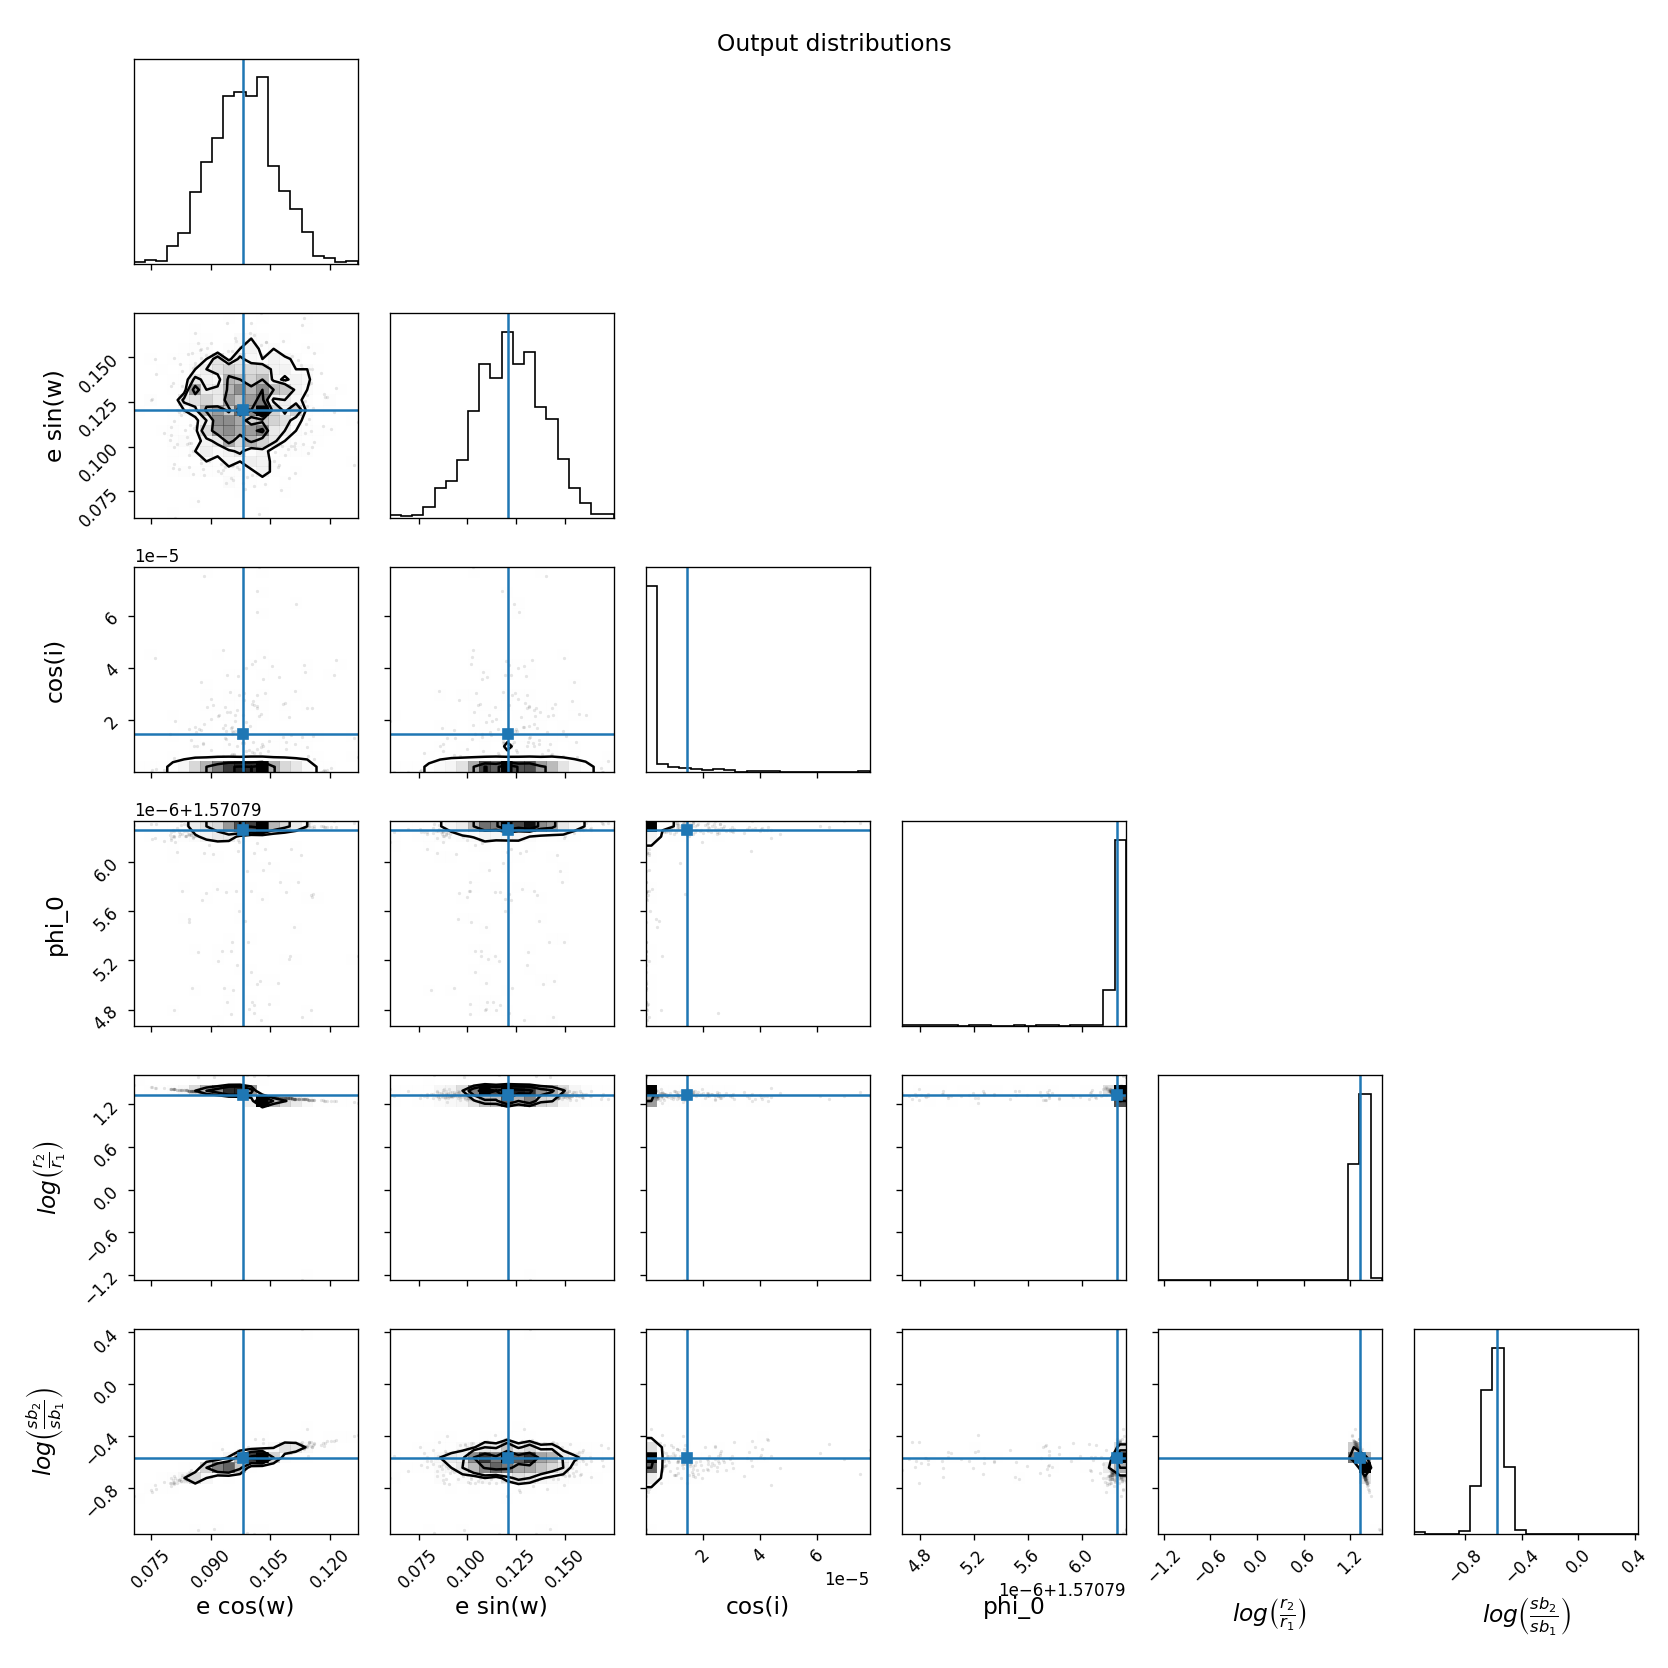 Output distributions
e sin(w)
0.150
0.125
0.100
0.075
1e−5
cos(i)
6
4
2
1e−6+1.57079
phi_0
6.0
5.6
5.2
4.8
log(r₂/r₁)
1.2
0.6
0.0
−0.6
−1.2
log(sb₂/sb₁)
0.4
0.0
−0.4
−0.8
0.075 0.090 0.105 0.120
0.075 0.100 0.125 0.150
2 4 6
4.8 5.2 5.6 6.0
−1.2 −0.6 0.0 0.6 1.2
−0.8 −0.4 0.0 0.4
1e−5
1e−6+1.57079
e cos(w)
e sin(w)
cos(i)
phi_0
log(r₂/r₁)
log(sb₂/sb₁)